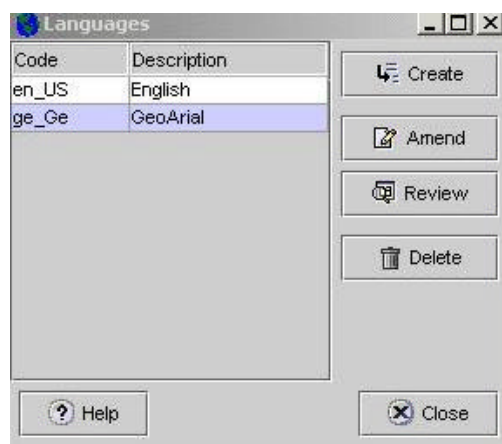 Languages
Code Description
en_US English
ge_Ge GeoArial
Create
Amend
Review
Delete
Help
Close